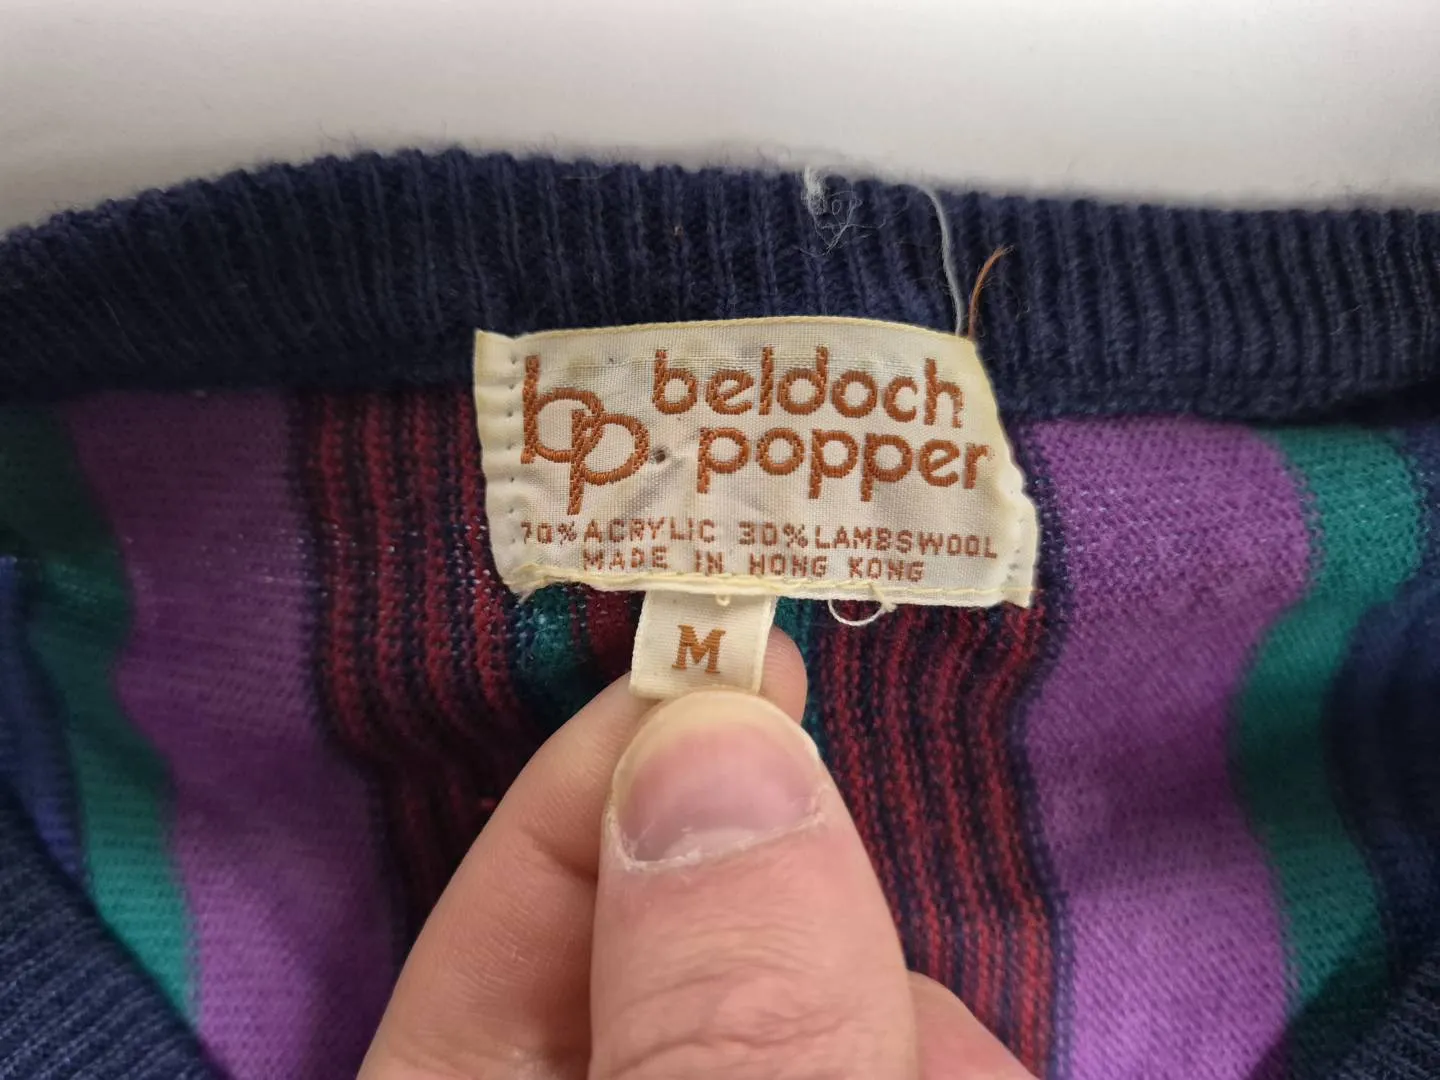 bp beldoch
popper
70% ACRYLIC 30% LAMBSWOOL
MADE IN HONG KONG
M